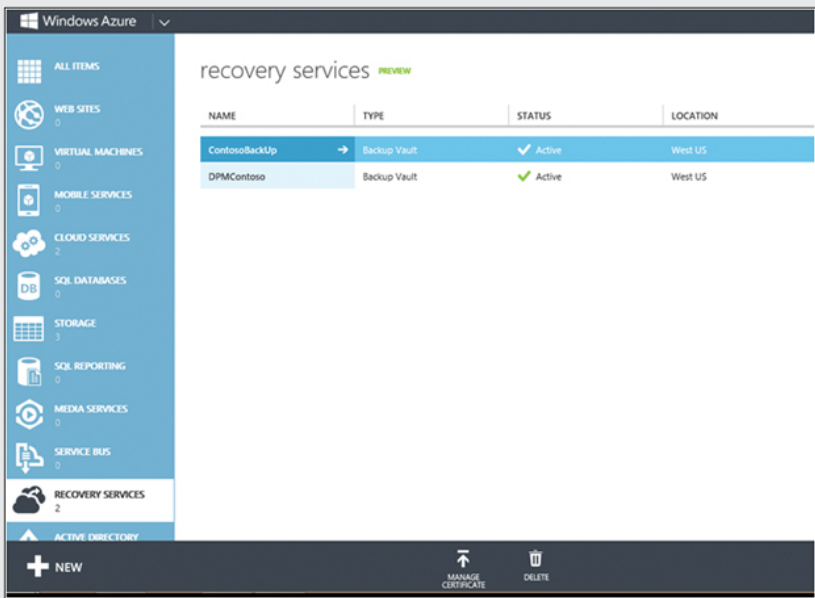 Windows Azure
ALL ITEMS
WEB SITES
0
VIRTUAL MACHINES
0
MOBILE SERVICES
0
CLOUD SERVICES
2
SQL DATABASES
0
DB
STORAGE
3
SQL REPORTING
0
MEDIA SERVICES
0
SERVICE BUS
0
RECOVERY SERVICES
2
ACTIVE DIRECTORY
recovery services PREVIEW
NAME TYPE STATUS LOCATION
ContosoBackUp Backup Vault Active West US
DPMContoso Backup Vault Active West US
NEW
MANAGE
CERTIFICATE
DELETE